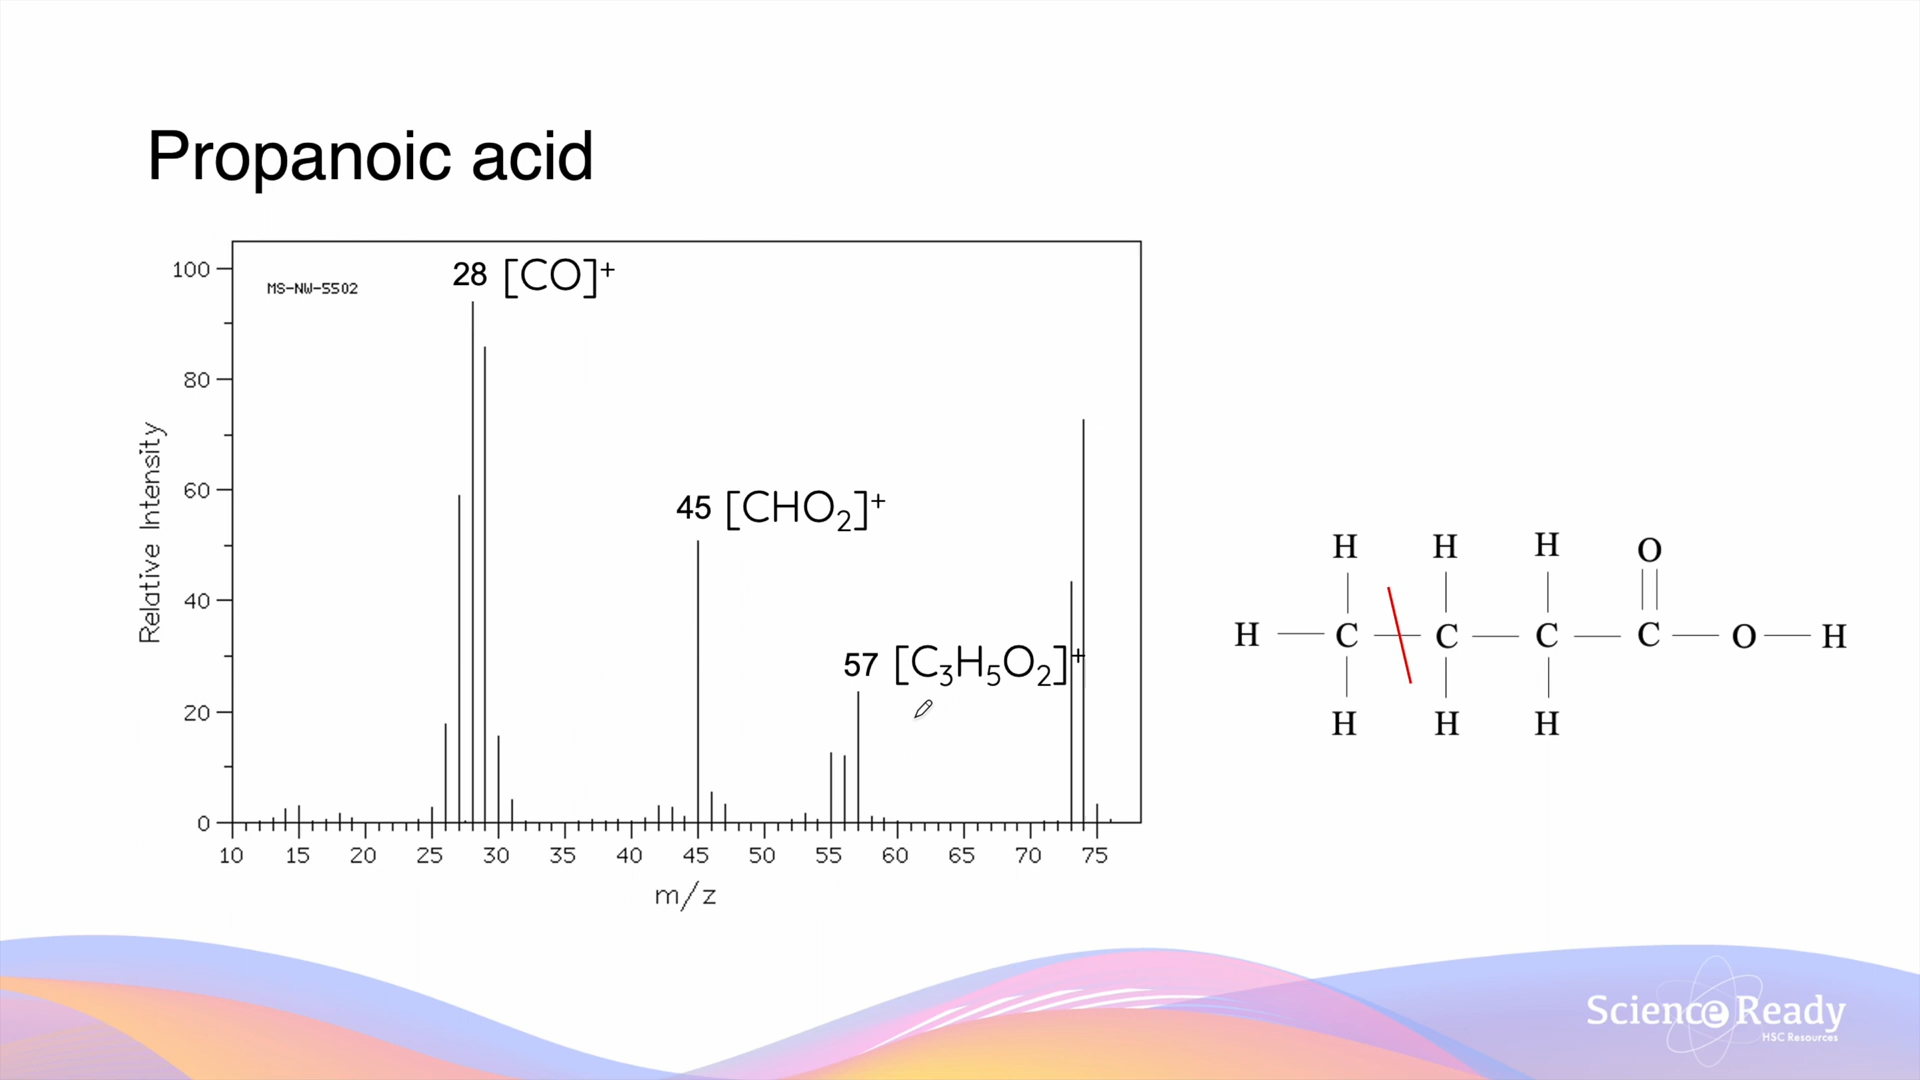 Propanoic acid
MS-NW-5502
28 [CO]⁺
45 [CHO₂]⁺
57 [C₃H₅O₂]⁺
Relative Intensity
100
80
60
40
20
0
10 15 20 25 30 35 40 45 50 55 60 65 70 75
m/z
H H H O
H C C C C O H
H H H
Science Ready
HSC Resources